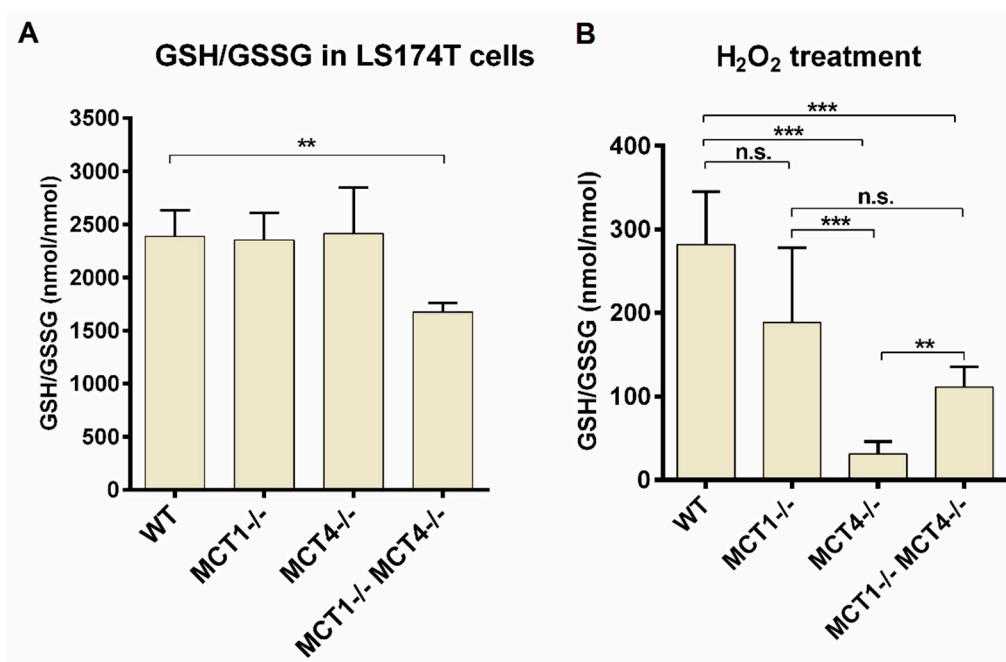 A
GSH/GSSG in LS174T cells
GSH/GSSG (nmol/nmol)
3500
3000
2500
2000
1500
1000
500
0
**
WT
MCT1-/-
MCT4-/-
MCT1-/- MCT4-/-
B
H₂O₂ treatment
GSH/GSSG (nmol/nmol)
400
300
200
100
0
***
***
n.s.
n.s.
***
**
WT
MCT1-/-
MCT4-/-
MCT1-/- MCT4-/-